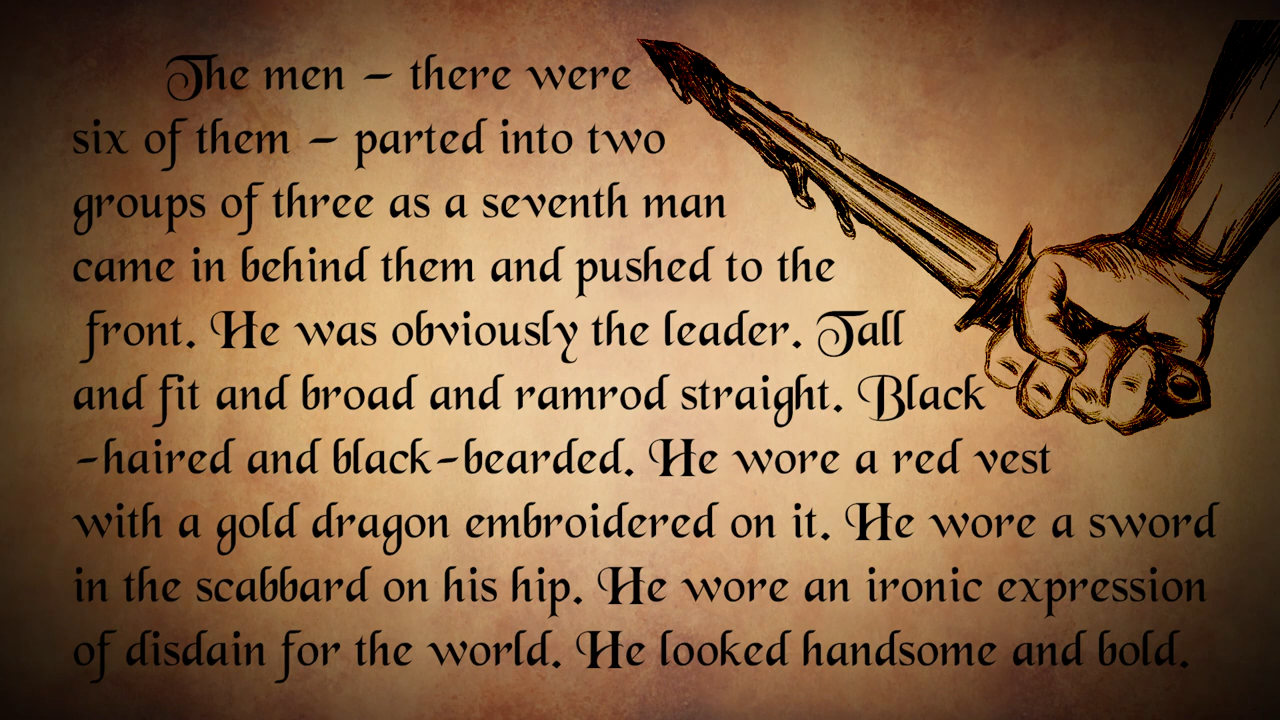 The men – there were
six of them – parted into two
groups of three as a seventh man
came in behind them and pushed to the
front. He was obviously the leader. Tall
and fit and broad and ramrod straight. Black
-haired and black-bearded. He wore a red vest
with a gold dragon embroidered on it. He wore a sword
in the scabbard on his hip. He wore an ironic expression
of disdain for the world. He looked handsome and bold.